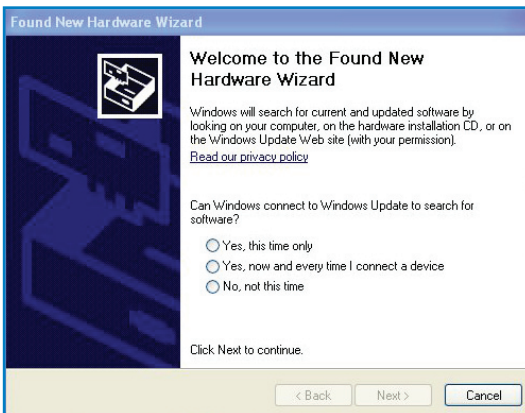 Found New Hardware Wizard
Welcome to the Found New
Hardware Wizard
Windows will search for current and updated software by
looking on your computer, on the hardware installation CD, or on
the Windows Update Web site (with your permission).
Read our privacy policy
Can Windows connect to Windows Update to search for
software?
Yes, this time only
Yes, now and every time I connect a device
No, not this time
Click Next to continue.
< Back Next > Cancel